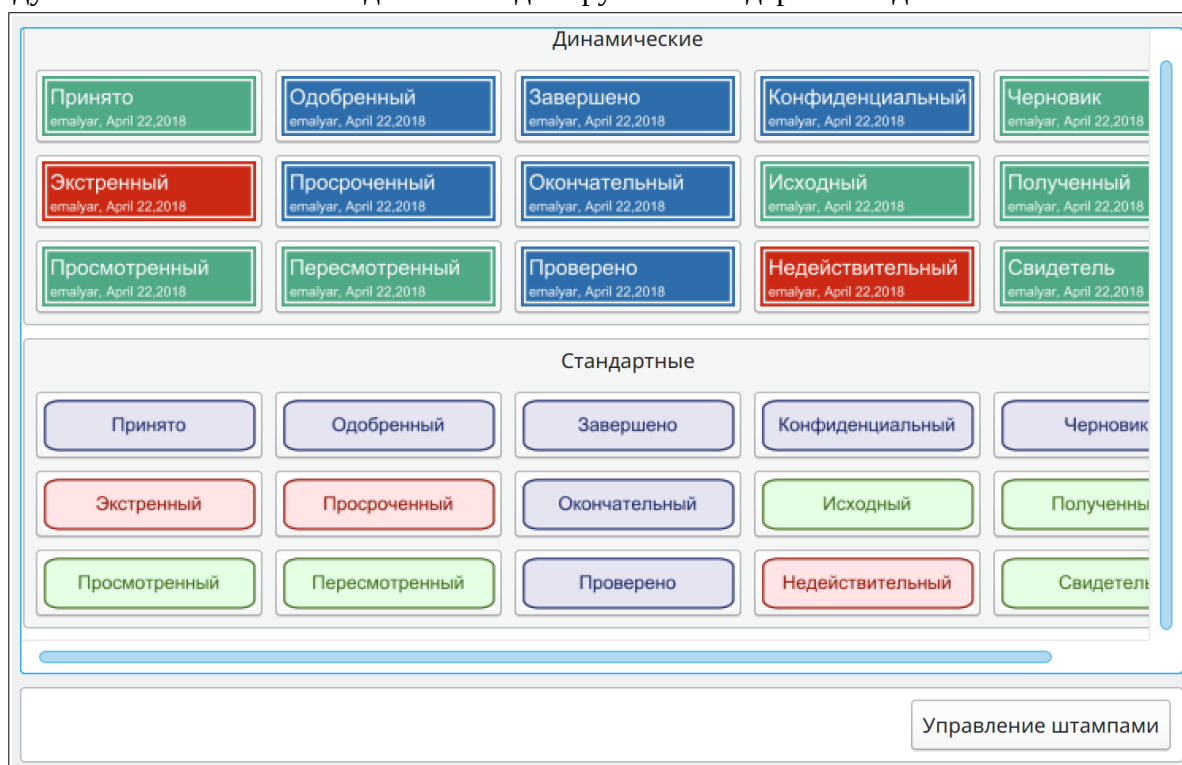 Динамические
Принято
emalyar, April 22,2018
Одобренный
emalyar, April 22,2018
Завершено
emalyar, April 22,2018
Конфиденциальный
emalyar, April 22,2018
Черновик
emalyar, April 22,2018
Экстренный
emalyar, April 22,2018
Просроченный
emalyar, April 22,2018
Окончательный
emalyar, April 22,2018
Исходный
emalyar, April 22,2018
Полученный
emalyar, April 22,2018
Просмотренный
emalyar, April 22,2018
Пересмотренный
emalyar, April 22,2018
Проверено
emalyar, April 22,2018
Недействительный
emalyar, April 22,2018
Свидетель
emalyar, April 22,2018
Стандартные
Принято
Одобренный
Завершено
Конфиденциальный
Черновик
Экстренный
Просроченный
Окончательный
Исходный
Полученны
Просмотренный
Пересмотренный
Проверено
Недействительный
Свидетель
Управление штампами